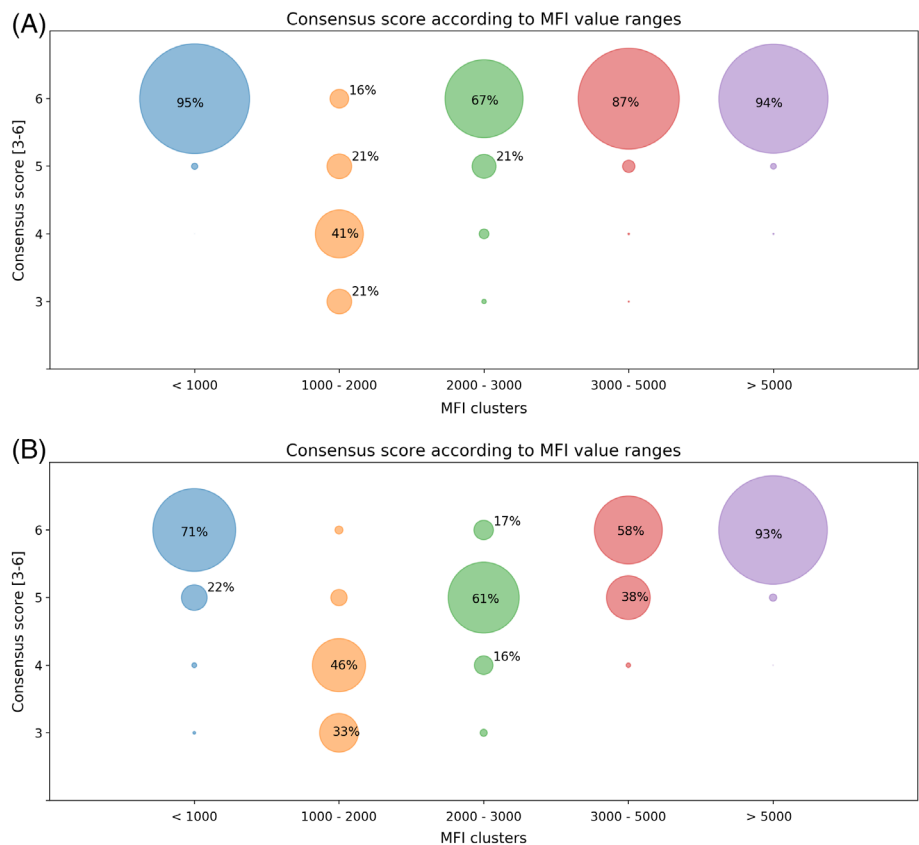 (A)
Consensus score according to MFI value ranges
Consensus score [3-6]
6
5
4
3
95%
16%
67%
87%
94%
21%
21%
41%
21%
< 1000
1000 - 2000
2000 - 3000
3000 - 5000
> 5000
MFI clusters
(B)
Consensus score according to MFI value ranges
Consensus score [3-6]
6
5
4
3
71%
17%
58%
93%
22%
61%
38%
46%
16%
33%
< 1000
1000 - 2000
2000 - 3000
3000 - 5000
> 5000
MFI clusters